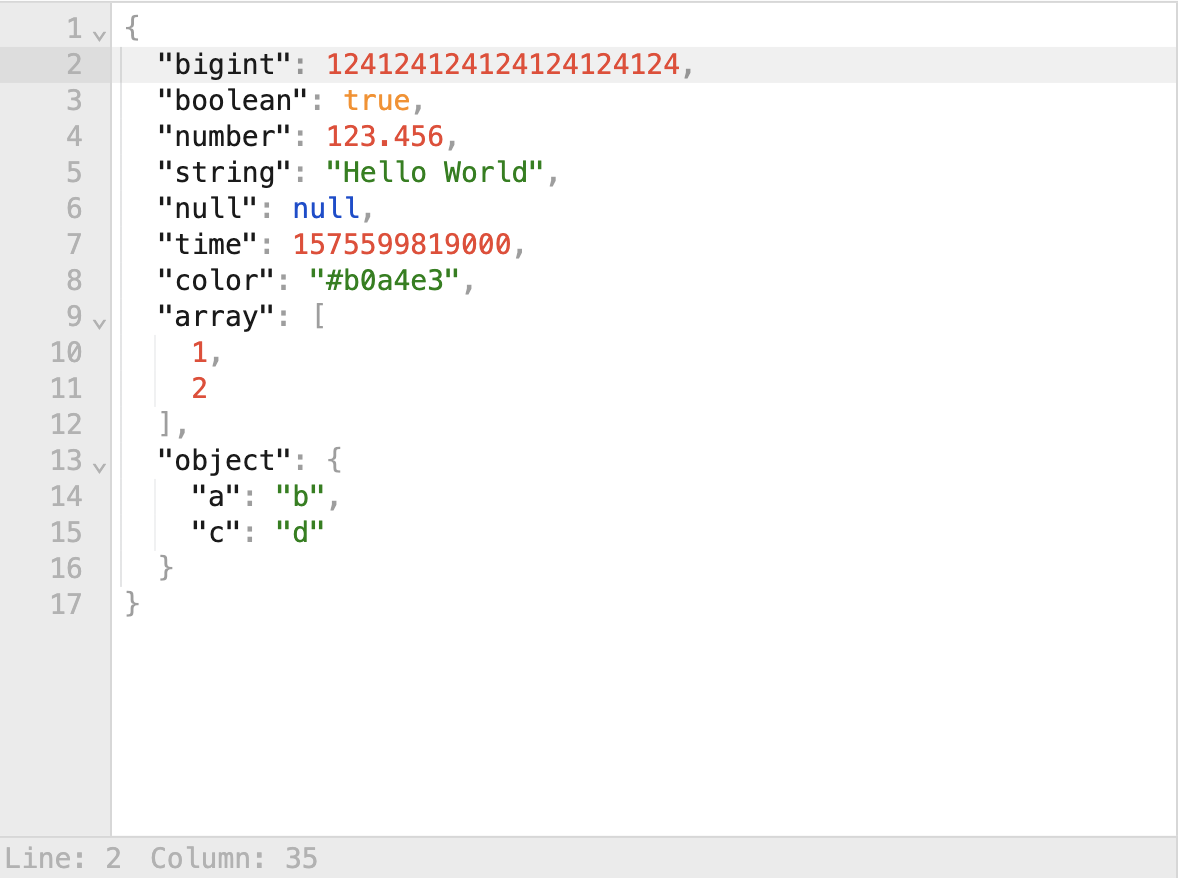 1 {
2 "bigint": 124124124124124124124,
3 "boolean": true,
4 "number": 123.456,
5 "string": "Hello World",
6 "null": null,
7 "time": 1575599819000,
8 "color": "#b0a4e3",
9 "array": [
10 1,
11 2
12 ],
13 "object": {
14 "a": "b",
15 "c": "d"
16 }
17 }
Line: 2 Column: 35